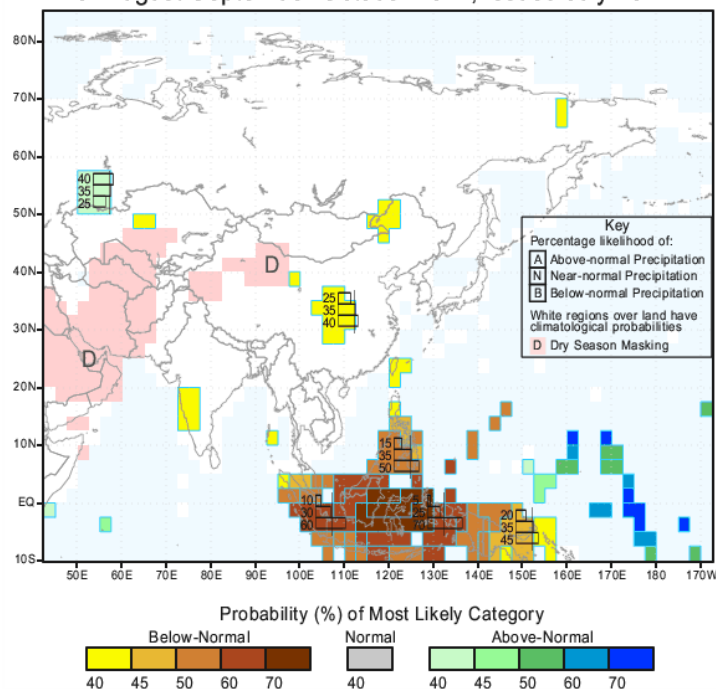 80N
70N
60N
40
35
25
50N
Key
Percentage likelihood of:
A Above-normal Precipitation
N Near-normal Precipitation
B Below-normal Precipitation
White regions over land have
climatological probabilities
D Dry Season Masking
40N
D
25
35
40
30N
D
20N
10N
15
35
50
EQ
10
30
60
20
35
45
10S
50E 60E 70E 80E 90E 100E 110E 120E 130E 140E 150E 160E 170E 180 170W
Probability (%) of Most Likely Category
Below-Normal Normal Above-Normal
40 45 50 60 70 40 40 45 50 60 70